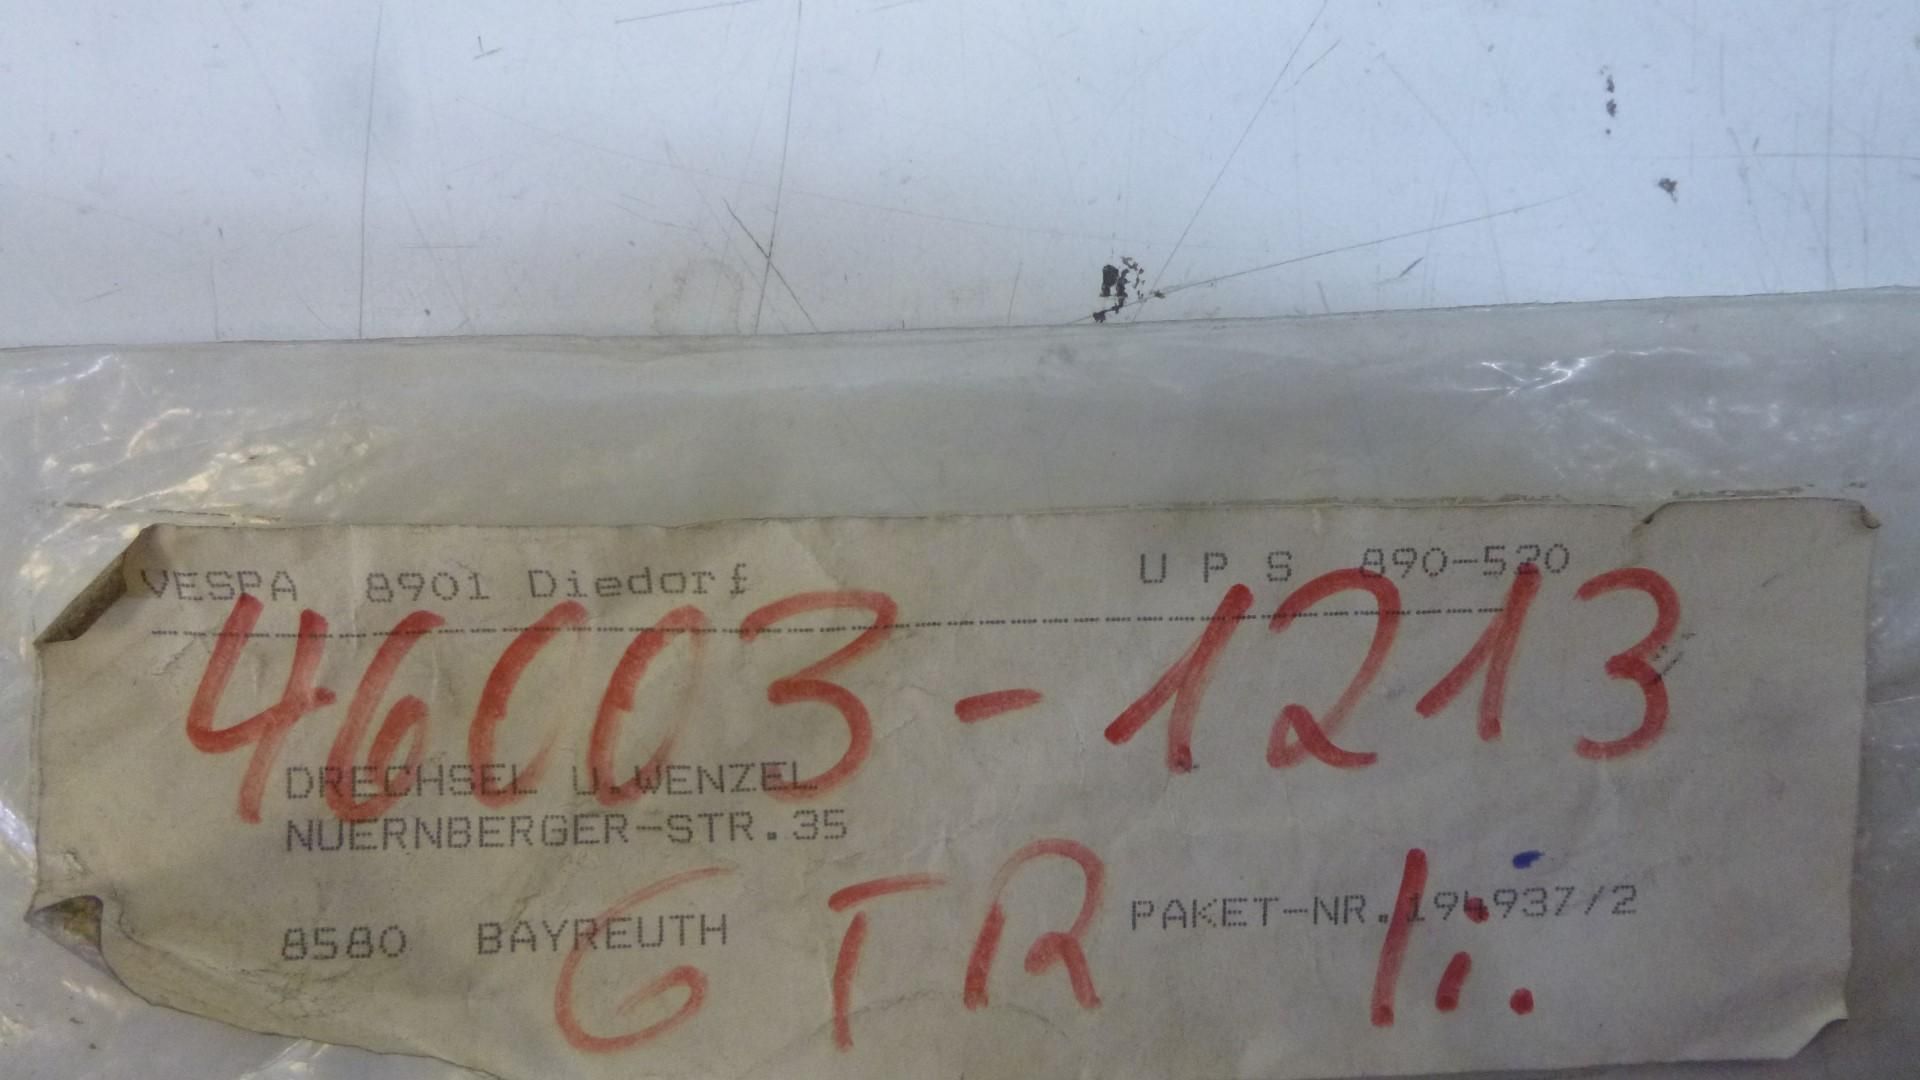 VESPA 8901 Diedorf U P S 890-520
46003-1213
DRECHSEL U.WENZEL
NUERNBERGER-STR.35
8580 BAYREUTH PAKET-NR.194937/2
GTR li.